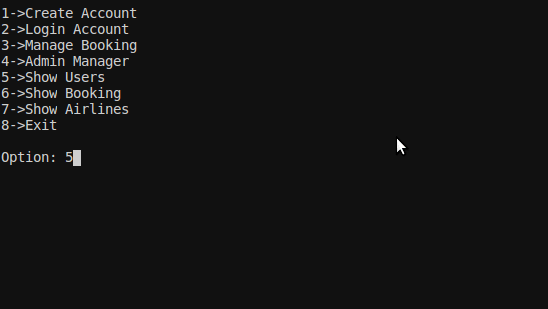 1->Create Account
2->Login Account
3->Manage Booking
4->Admin Manager
5->Show Users
6->Show Booking
7->Show Airlines
8->Exit
Option: 5